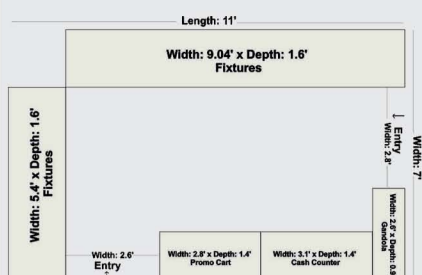 Length: 11'
Width: 9.04' x Depth: 1.6'
Fixtures
Width: 5.4' x Depth: 1.6'
Fixtures
↓ Entry
Width: 2.8'
Width: 7'
Width: 2.6' x Depth: 0.9
Gandola
Width: 2.6'
Entry
Width: 2.8' x Depth: 1.4'
Promo Cart
Width: 3.1' x Depth: 1.4'
Cash Counter